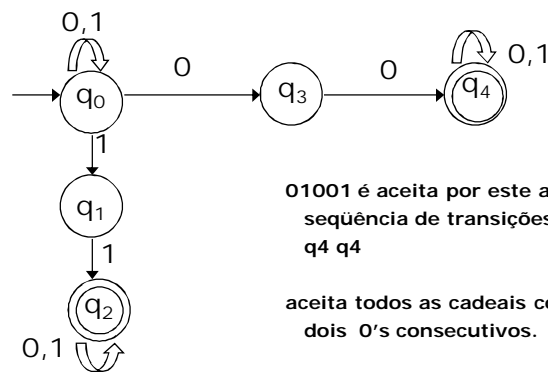 0,1
0
0
0,1
q0
q3
q4
1
q1
1
q2
0,1
01001 é aceita por este
seqüência de transições
q4 q4
aceita todos as cadeais
dois 0's consecutivos.